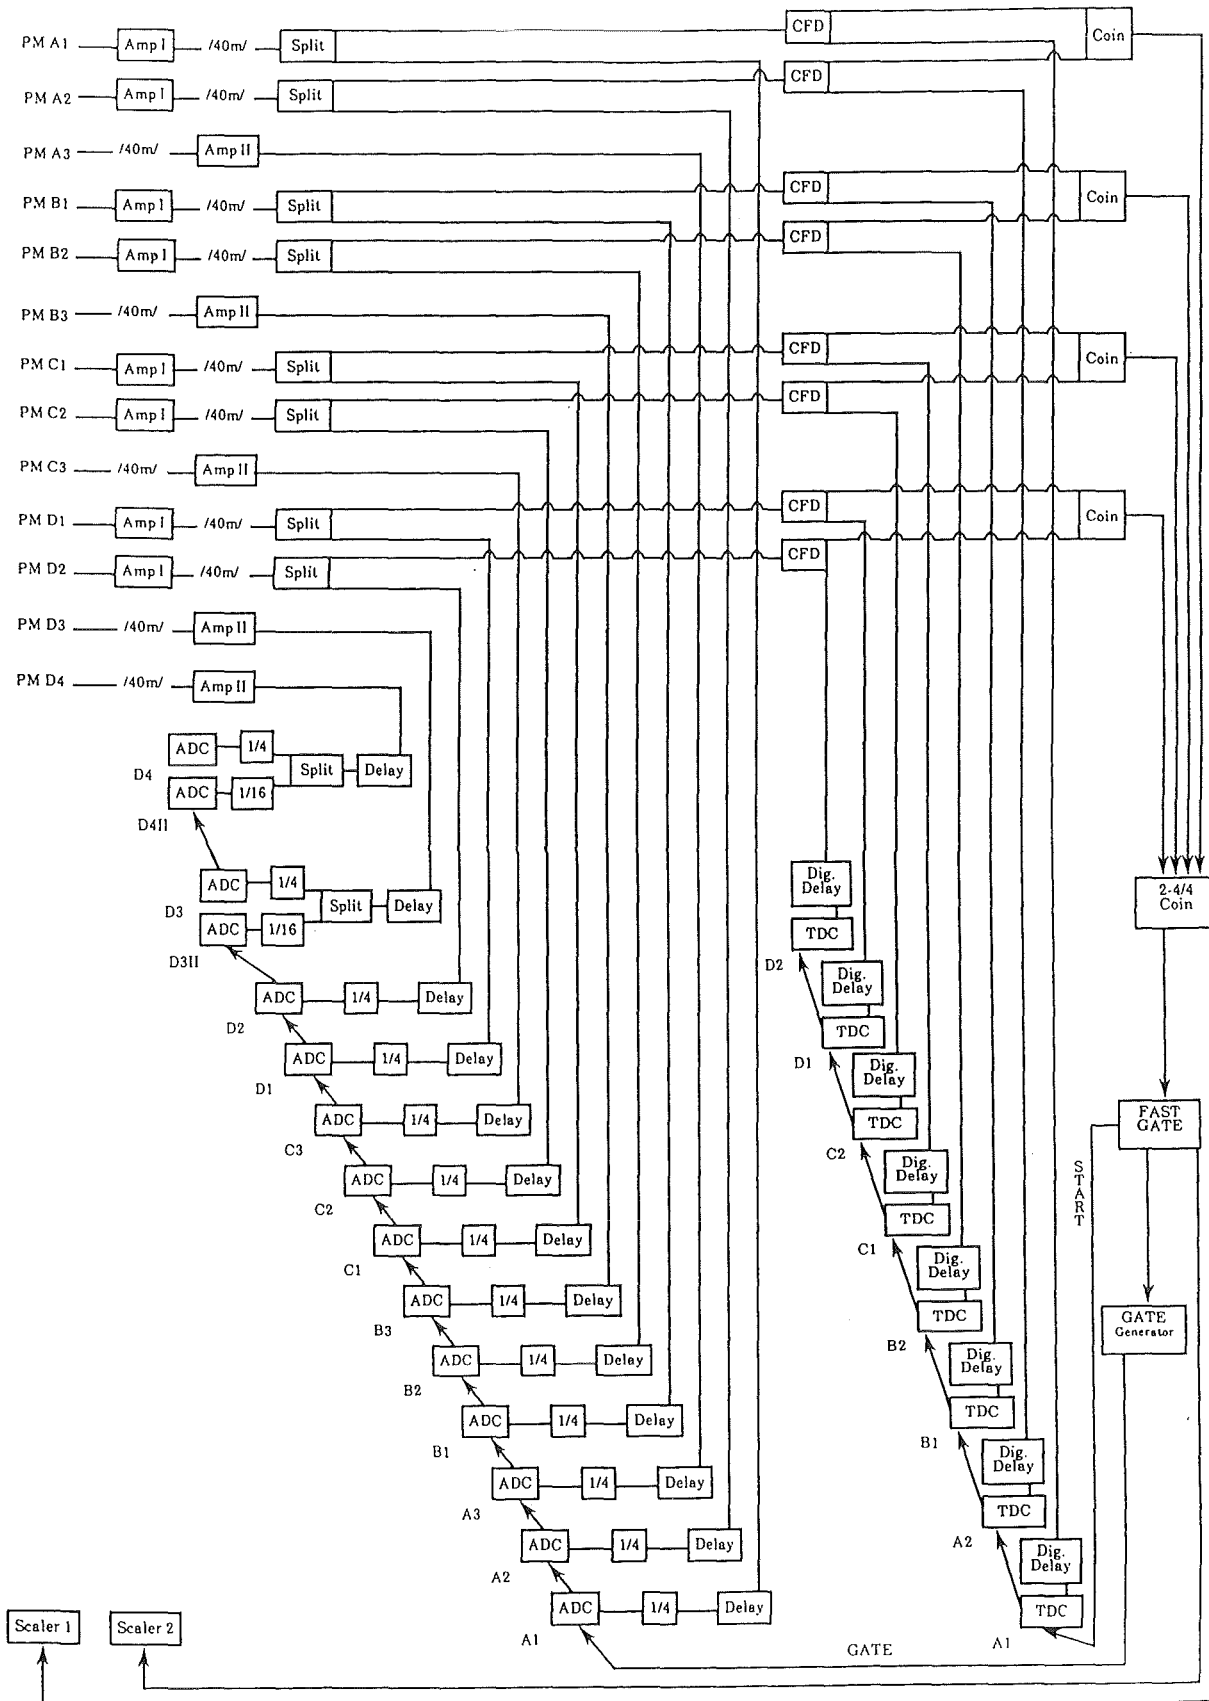 PM A1 Amp I /40m/ Split CFD Coin
PM A2 Amp I /40m/ Split CFD
PM A3 /40m/ Amp II
PM B1 Amp I /40m/ Split CFD Coin
PM B2 Amp I /40m/ Split CFD
PM B3 /40m/ Amp II
PM C1 Amp I /40m/ Split CFD Coin
PM C2 Amp I /40m/ Split CFD
PM C3 /40m/ Amp II
PM D1 Amp I /40m/ Split CFD Coin
PM D2 Amp I /40m/ Split CFD
PM D3 /40m/ Amp II
PM D4 /40m/ Amp II
ADC 1/4
D4 Split Delay
ADC 1/16
D4II
ADC 1/4
D3 Split Delay
ADC 1/16
D3II
ADC 1/4 Delay
D2
ADC 1/4 Delay
D1
ADC 1/4 Delay
C3
ADC 1/4 Delay
C2
ADC 1/4 Delay
C1
ADC 1/4 Delay
B3
ADC 1/4 Delay
B2
ADC 1/4 Delay
B1
ADC 1/4 Delay
A3
ADC 1/4 Delay
A2
ADC 1/4 Delay
A1
Dig.
Delay
TDC
D2
Dig.
Delay
TDC
D1
Dig.
Delay
TDC
C2
Dig.
Delay
TDC
C1
Dig.
Delay
TDC
B2
Dig.
Delay
TDC
B1
Dig.
Delay
TDC
A2
Dig.
Delay
TDC
A1
2-4/4
Coin
FAST
GATE
START
GATE
Generator
GATE
Scaler 1
Scaler 2